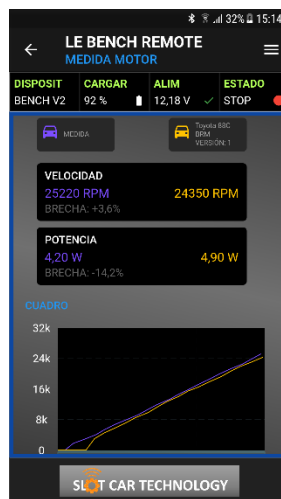 32% 15:14
LE BENCH REMOTE
MEDIDA MOTOR
DISPOSIT CARGAR ALIM ESTADO
BENCH V2 92 % 12,18 V STOP
MEDIDA
Toyota 88C
DRM
VERSIÓN: 1
VELOCIDAD
25220 RPM 24350 RPM
BRECHA: +3,6%
POTENCIA
4,20 W 4,90 W
BRECHA: -14,2%
CUADRO
32k
24k
16k
8k
0
SLOT CAR TECHNOLOGY